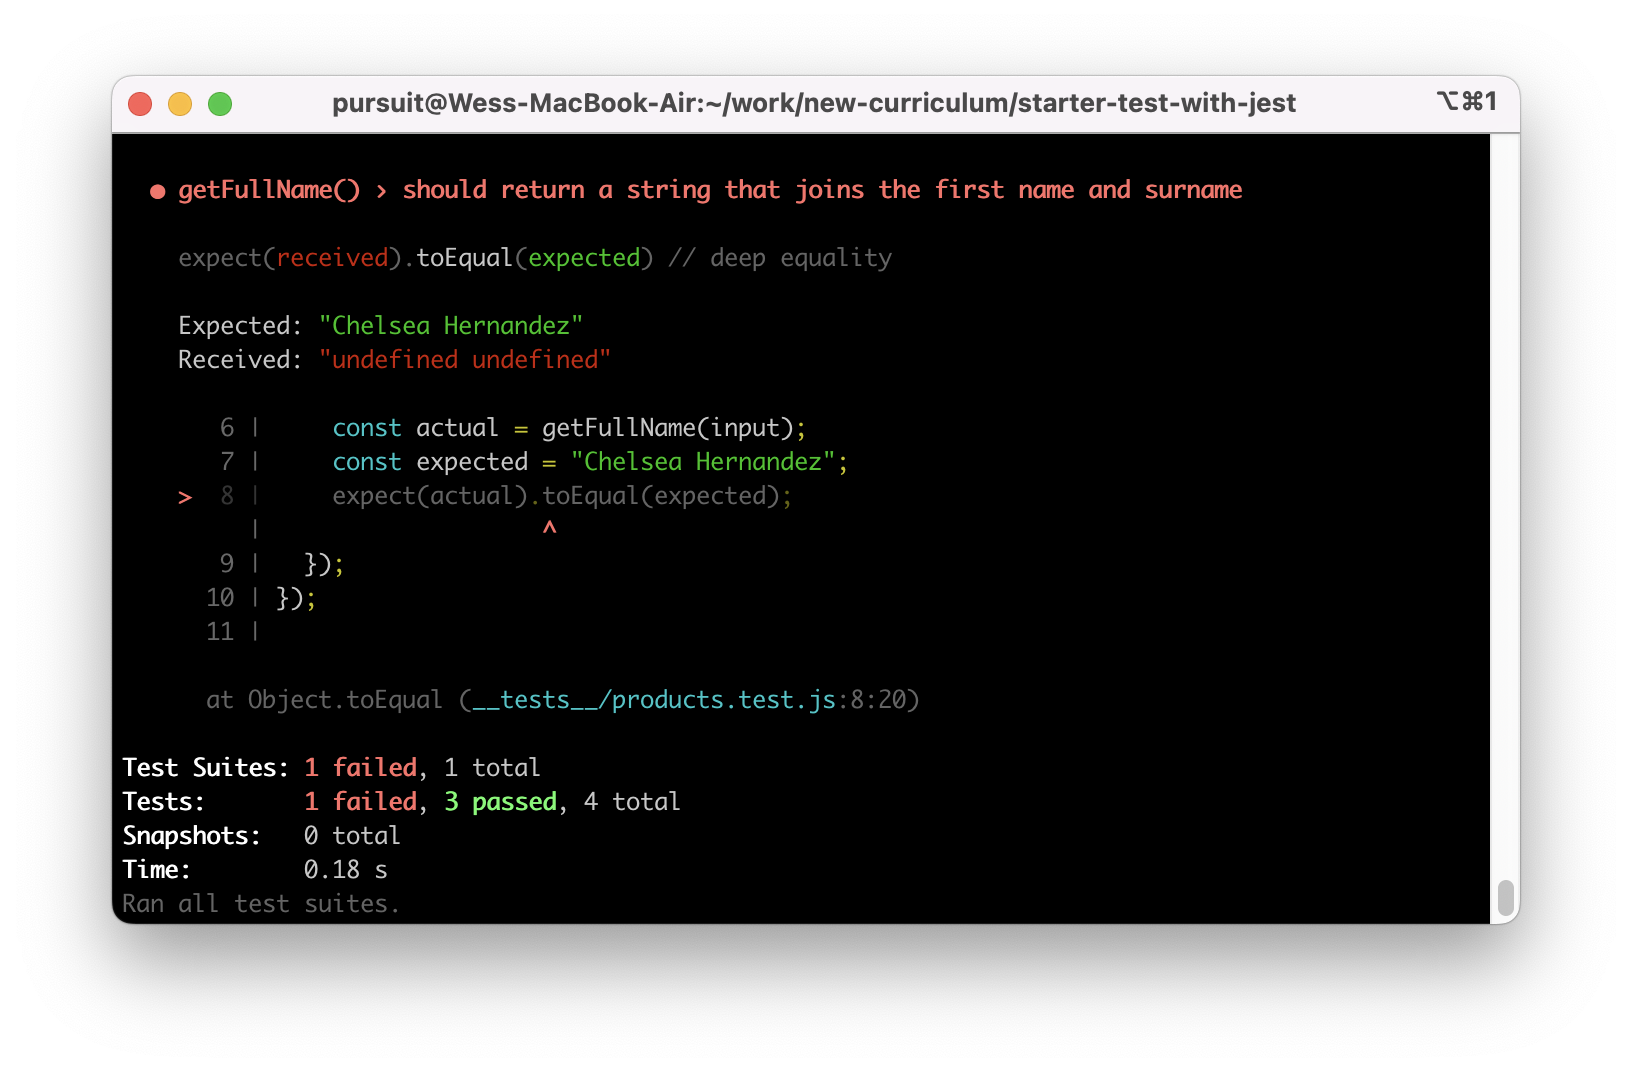 pursuit@Wess-MacBook-Air:~/work/new-curriculum/starter-test-with-jest ⌥⌘1
● getFullName() › should return a string that joins the first name and surname
expect(received).toEqual(expected) // deep equality
Expected: "Chelsea Hernandez"
Received: "undefined undefined"
6 |     const actual = getFullName(input);
7 |     const expected = "Chelsea Hernandez";
> 8 |     expect(actual).toEqual(expected);
|                    ^
9 |   });
10 | });
11 |
at Object.toEqual (__tests__/products.test.js:8:20)
Test Suites: 1 failed, 1 total
Tests:       1 failed, 3 passed, 4 total
Snapshots:   0 total
Time:        0.18 s
Ran all test suites.